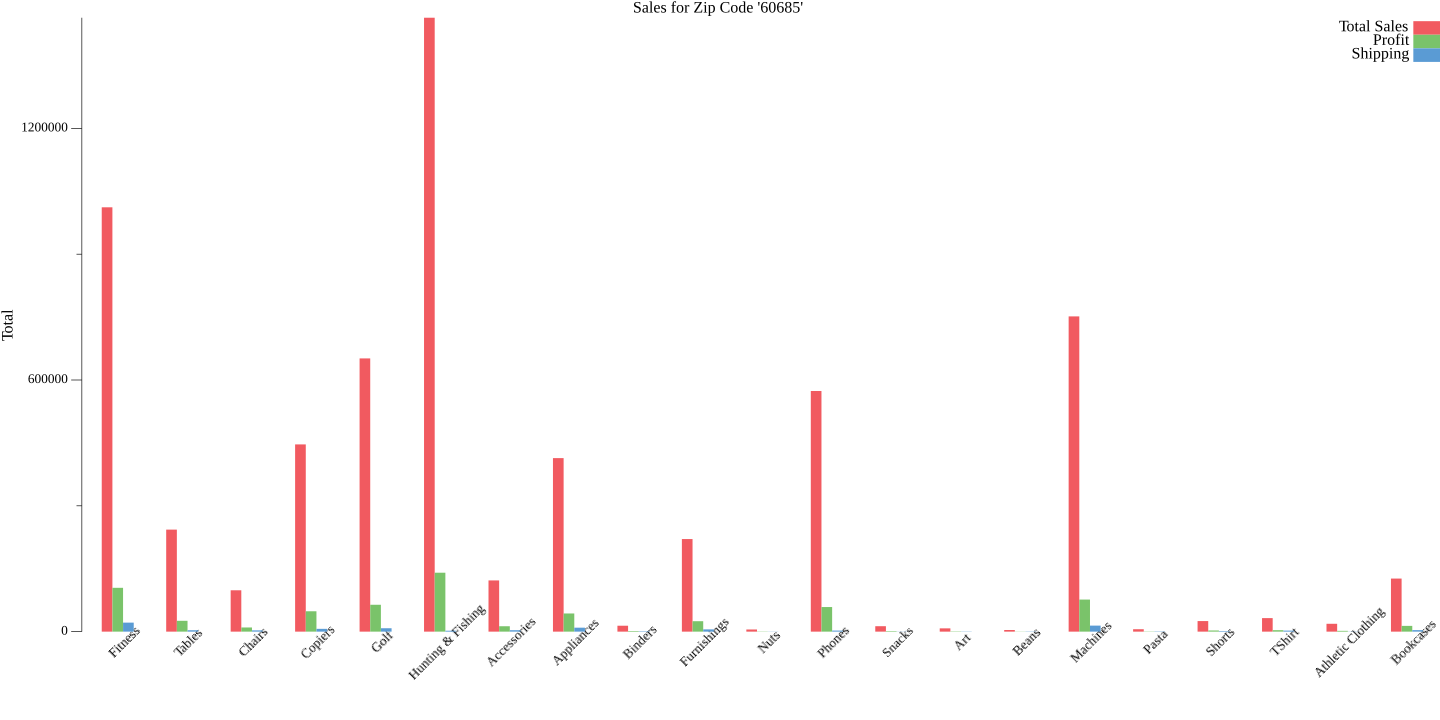 Sales for Zip Code '60685'
Total Sales
Profit
Shipping
1200000
600000
0
Total
Fitness
Tables
Chairs
Copiers
Golf
Hunting & Fishing
Accessories
Appliances
Binders
Furnishings
Nuts
Phones
Snacks
Art
Beans
Machines
Pasta
Shorts
TShirt
Athletic Clothing
Bookcases